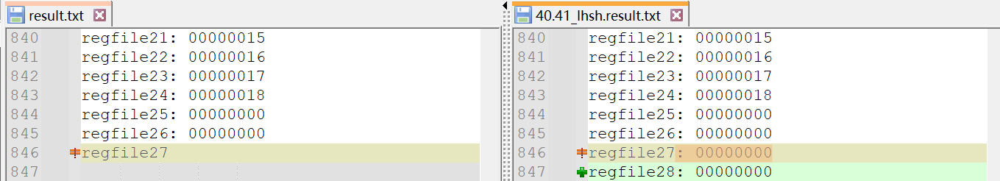 result.txt
840 regfile21: 00000015
841 regfile22: 00000016
842 regfile23: 00000017
843 regfile24: 00000018
844 regfile25: 00000000
845 regfile26: 00000000
846 regfile27
847
40.41_lhsh.result.txt
840 regfile21: 00000015
841 regfile22: 00000016
842 regfile23: 00000017
843 regfile24: 00000018
844 regfile25: 00000000
845 regfile26: 00000000
846 regfile27: 00000000
847 regfile28: 00000000